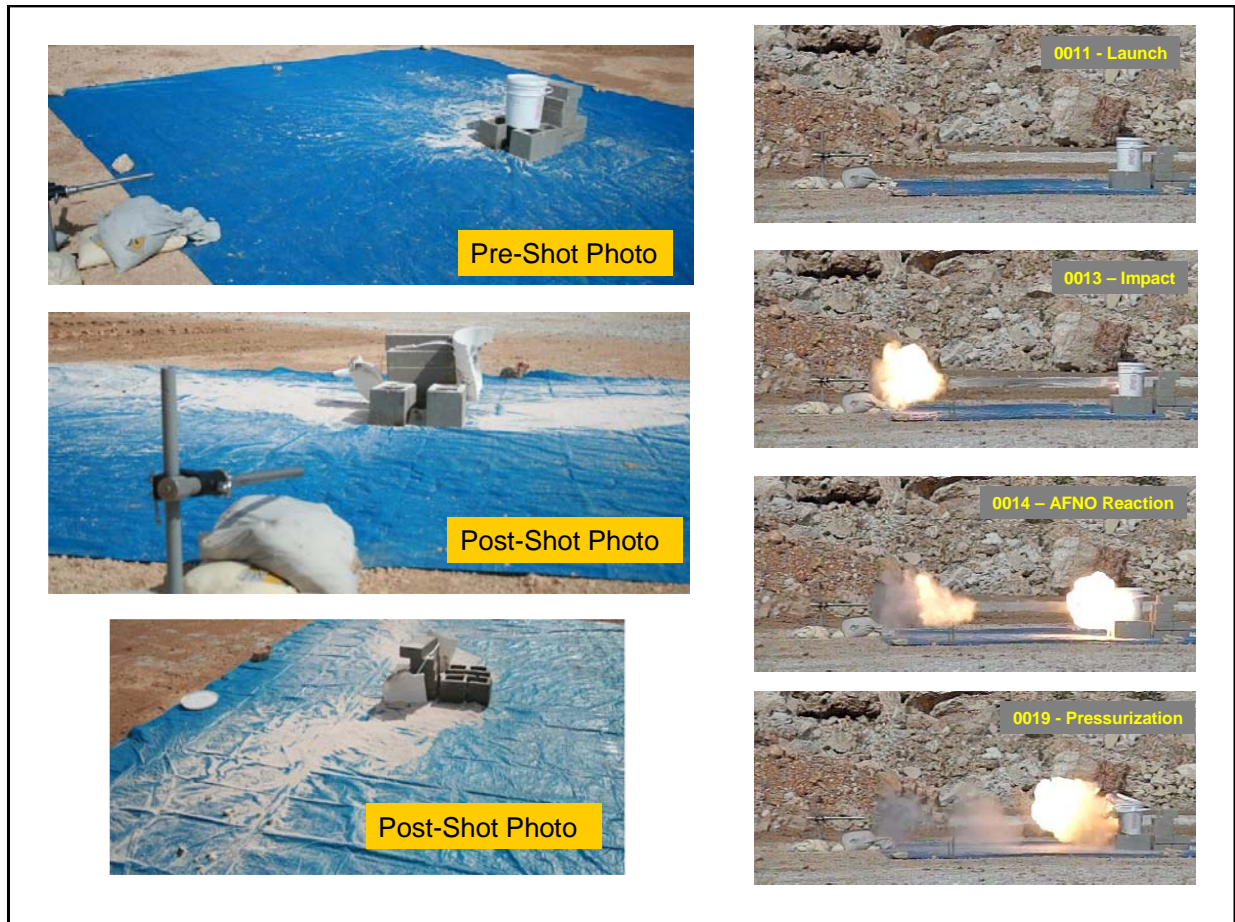 Pre-Shot Photo
Post-Shot Photo
Post-Shot Photo
0011 - Launch
0013 – Impact
0014 – AFNO Reaction
0019 - Pressurization